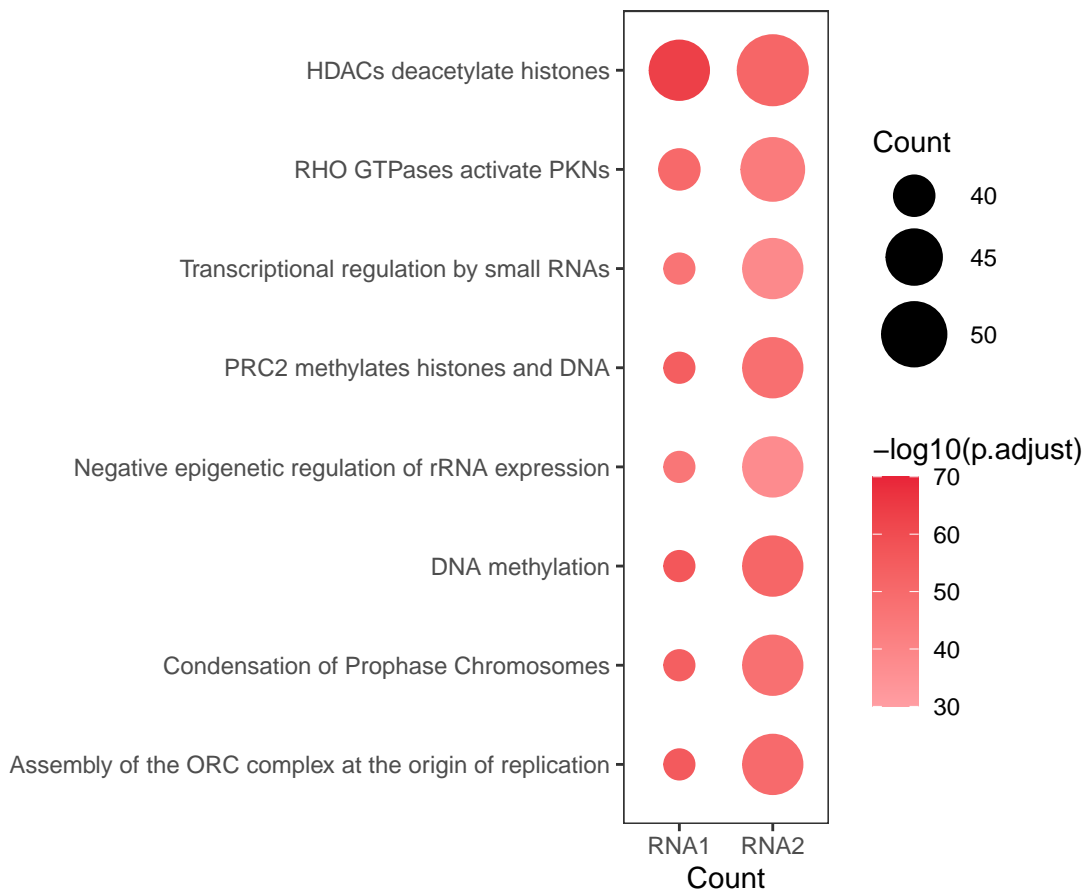 HDACs deacetylate histones
RHO GTPases activate PKNs
Transcriptional regulation by small RNAs
PRC2 methylates histones and DNA
Negative epigenetic regulation of rRNA expression
DNA methylation
Condensation of Prophase Chromosomes
Assembly of the ORC complex at the origin of replication
RNA1 RNA2
Count
Count
40
45
50
−log10(p.adjust)
70
60
50
40
30